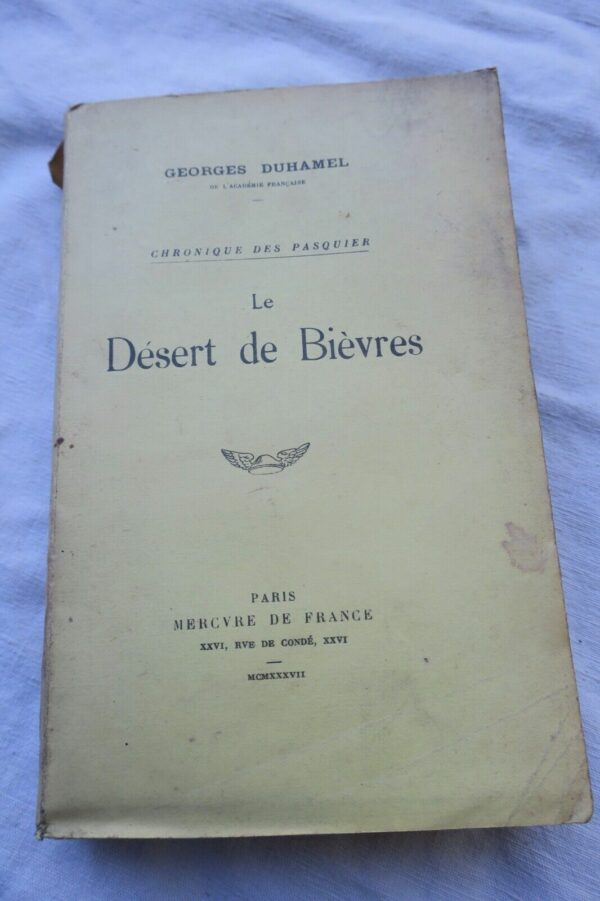 GEORGES DUHAMEL
DE L'ACADÉMIE FRANÇAISE
CHRONIQUE DES PASQUIER
Le
Désert de Bièvres
PARIS
MERCVRE DE FRANCE
XXVI, RVE DE CONDÉ, XXVI
MCMXXXVII